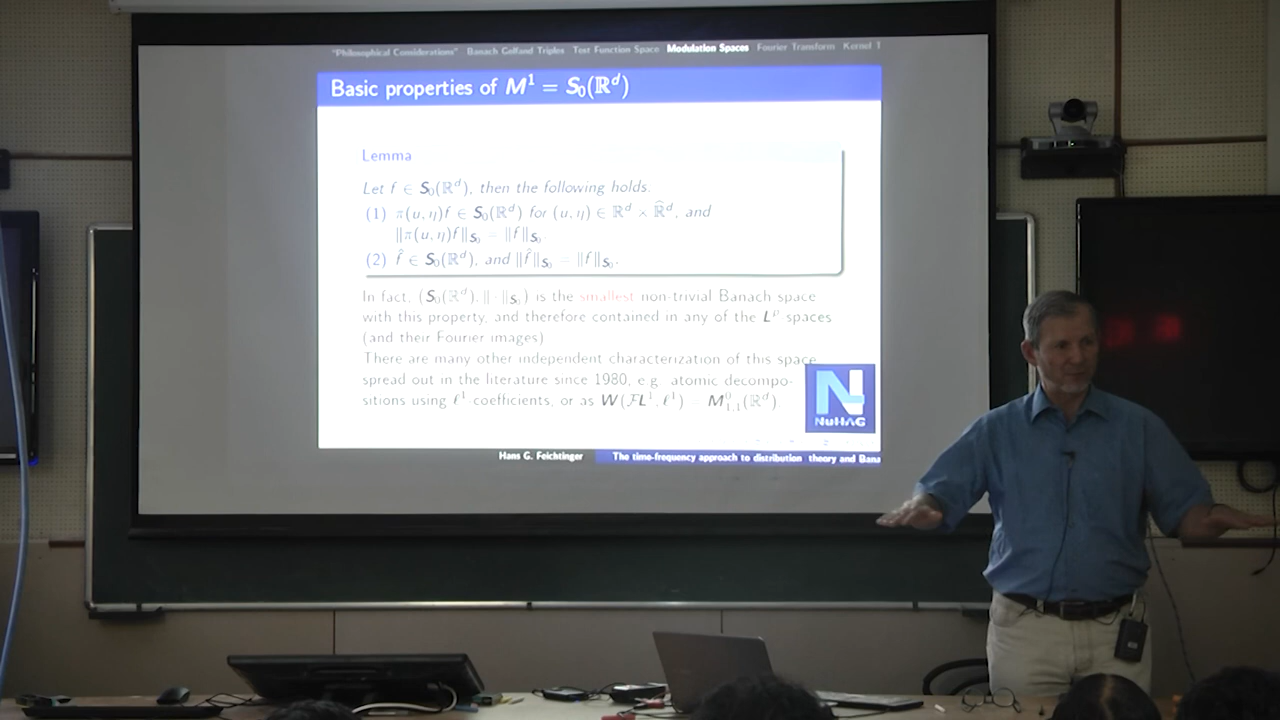 "Philosophical Considerations" Banach Gelfand Triples Test Function Space Modulation Spaces Fourier Transform Kernel T
Basic properties of M¹ = S₀(ℝᵈ)
Lemma
Let f ∈ S₀(ℝᵈ), then the following holds.
(1) π(u, η)f ∈ S₀(ℝᵈ) for (u, η) ∈ ℝᵈ × ℝ̂ᵈ, and
‖π(u, η)f‖S₀ = ‖f‖S₀.
(2) f̂ ∈ S₀(ℝᵈ), and ‖f̂‖S₀ = ‖f‖S₀.
In fact, (S₀(ℝᵈ), ‖·‖S₀) is the smallest non-trivial Banach space
with this property, and therefore contained in any of the Lᵖ spaces
(and their Fourier images)
There are many other independent characterization of this space
spread out in the literature since 1980, e.g. atomic decompo-
sitions using ℓ¹-coefficients, or as W(ℱL¹, ℓ¹) = M⁰₁,₁(ℝᵈ)
N
NuHAG
Hans G. Feichtinger The time-frequency approach to distribution theory and Bana